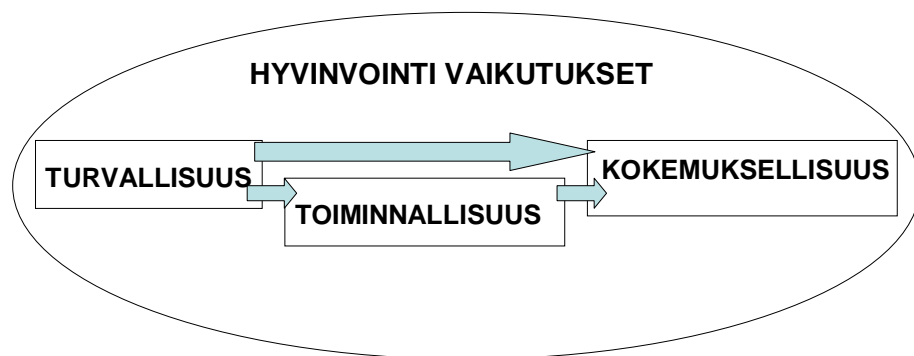 HYVINVOINTI VAIKUTUKSET
TURVALLISUUS
KOKEMUKSELLISUUS
TOIMINNALLISUUS